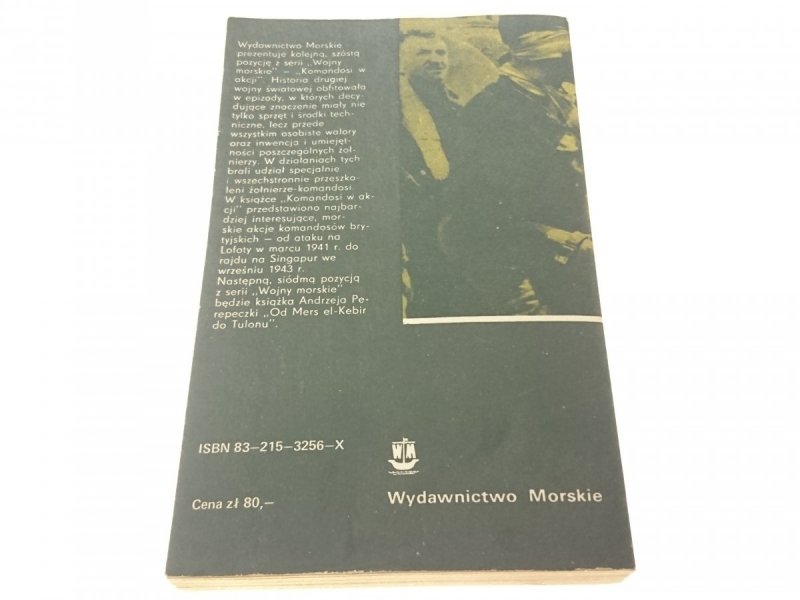 Wydawnictwo Morskie
prezentuje kolejną, szóstą
pozycję z serii „Wojny
morskie” – „Komandosi w
akcji”. Historia drugiej
wojny światowej obfitowała
w epizody, w których decy-
dujące znaczenie miały nie
tylko sprzęt i środki tech-
niczne, lecz przede
wszystkim osobiste walory
oraz inwencja i umiejęt-
ności poszczególnych żoł-
nierzy. W działaniach tych
brali udział specjalnie
i wszechstronnie przeszko-
leni żołnierze-komandosi.
W książce „Komandosi w ak-
cji” przedstawiono najbar-
dziej interesujące, mor-
skie akcje komandosów bry-
tyjskich – od ataku na
Lofoty w marcu 1941 r. do
rajdu na Singapur we
wrześniu 1943 r.
Następną, siódmą pozycją
z serii „Wojny morskie”
będzie książka Andrzeja Pe-
repeczki „Od Mers el-Kebir
do Tulonu”.
ISBN 83–215–3256–X
WM
Cena zł 80,–
Wydawnictwo Morskie